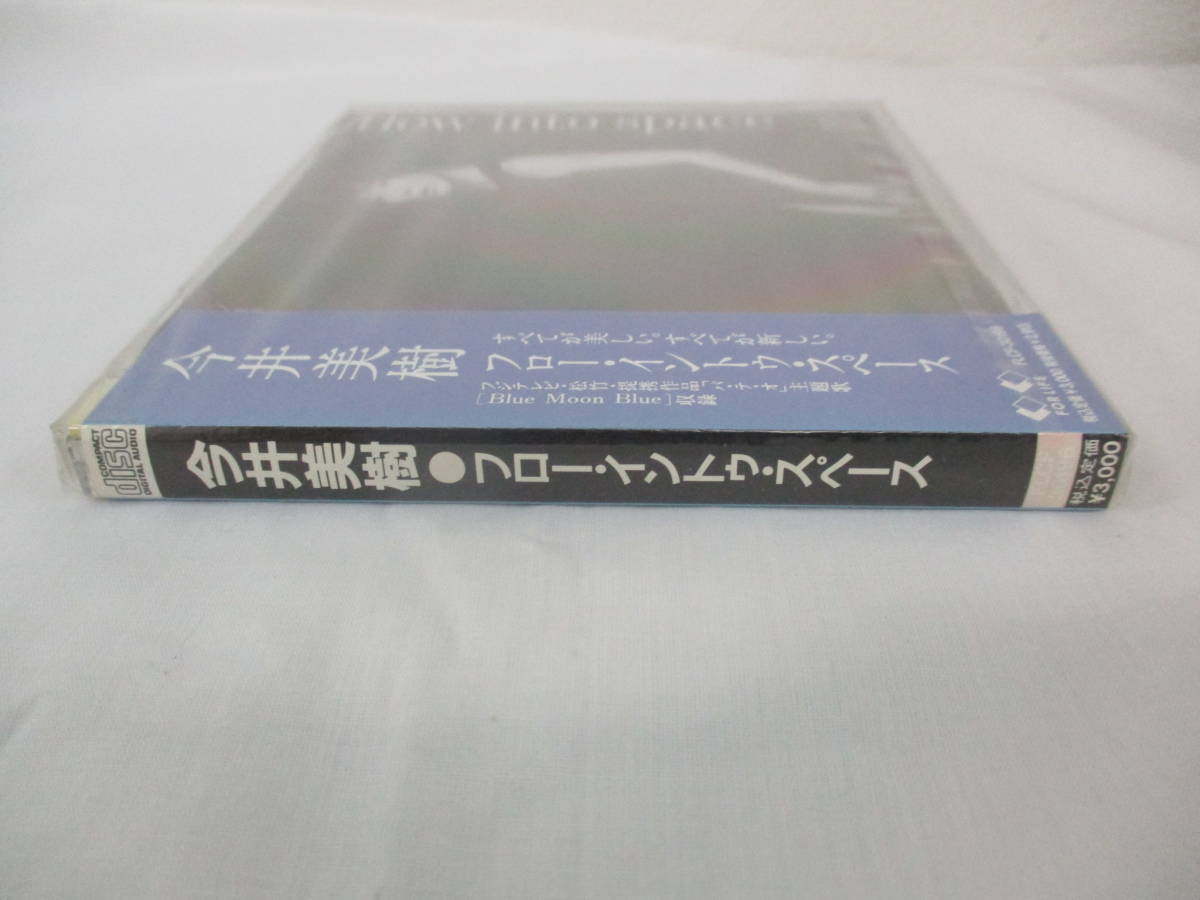 flow into space
今井美樹
すべてが美しい。すべてが新しい。
フロー・イントゥ・スペース
フジテレビ・松竹・提携作品「パ・テ・オ」主題歌
[Blue Moon Blue]収録
FOR LIFE
COMPACT
disc
DIGITAL AUDIO
今井美樹●フロー・イントゥ・スペース
税込定価
¥3,000